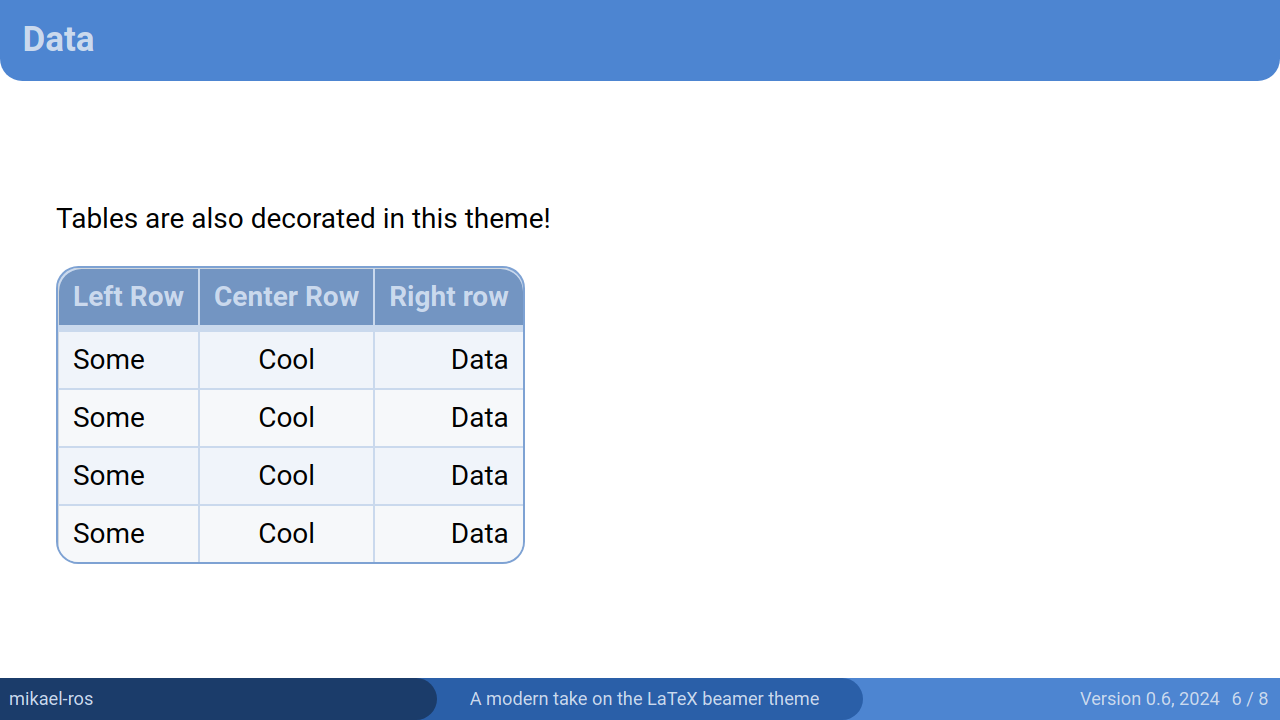 Data
Tables are also decorated in this theme!
Left Row Center Row Right row
Some Cool Data
Some Cool Data
Some Cool Data
Some Cool Data
mikael-ros A modern take on the LaTeX beamer theme Version 0.6, 2024 6 / 8